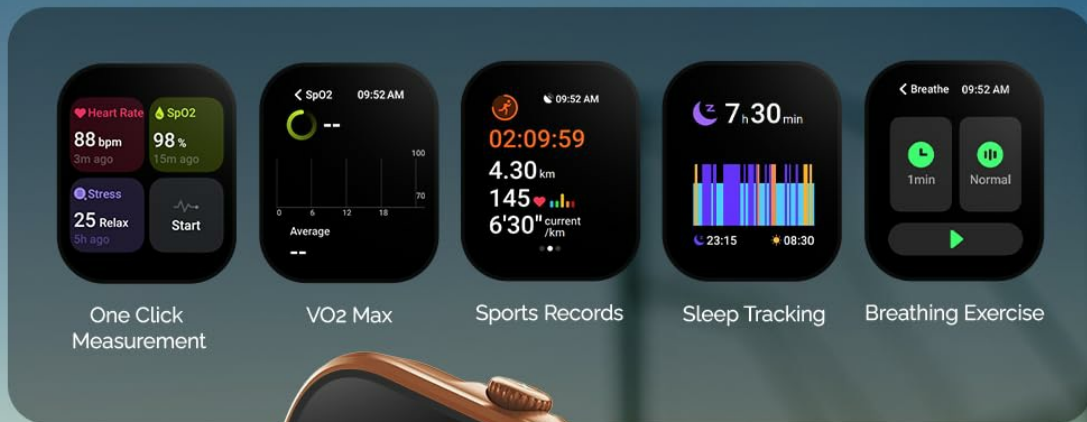 Heart Rate
88 bpm
3m ago
SpO2
98 %
15m ago
Stress
25 Relax
5h ago
Start
One Click
Measurement
SpO2 09:52 AM
--
100
70
0 6 12 18
Average
--
VO2 Max
09:52 AM
02:09:59
4.30 km
145
6'30" current
/km
Sports Records
7 h 30 min
23:15 08:30
Sleep Tracking
Breathe 09:52 AM
1min
Normal
Breathing Exercise